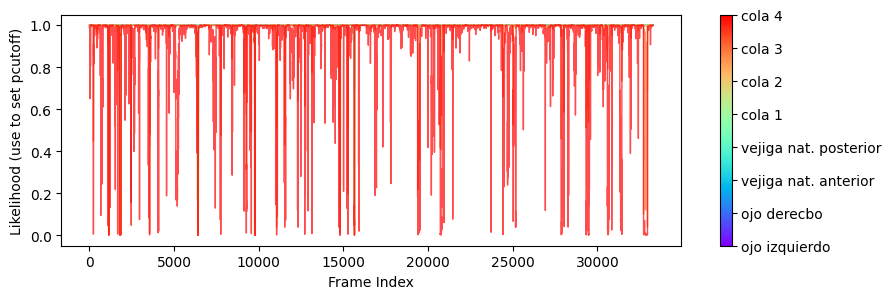 Likelihood (use to set pcutoff)
1.0
0.8
0.6
0.4
0.2
0.0
0 5000 10000 15000 20000 25000 30000
Frame Index
cola 4
cola 3
cola 2
cola 1
vejiga nat. posterior
vejiga nat. anterior
ojo derecbo
ojo izquierdo